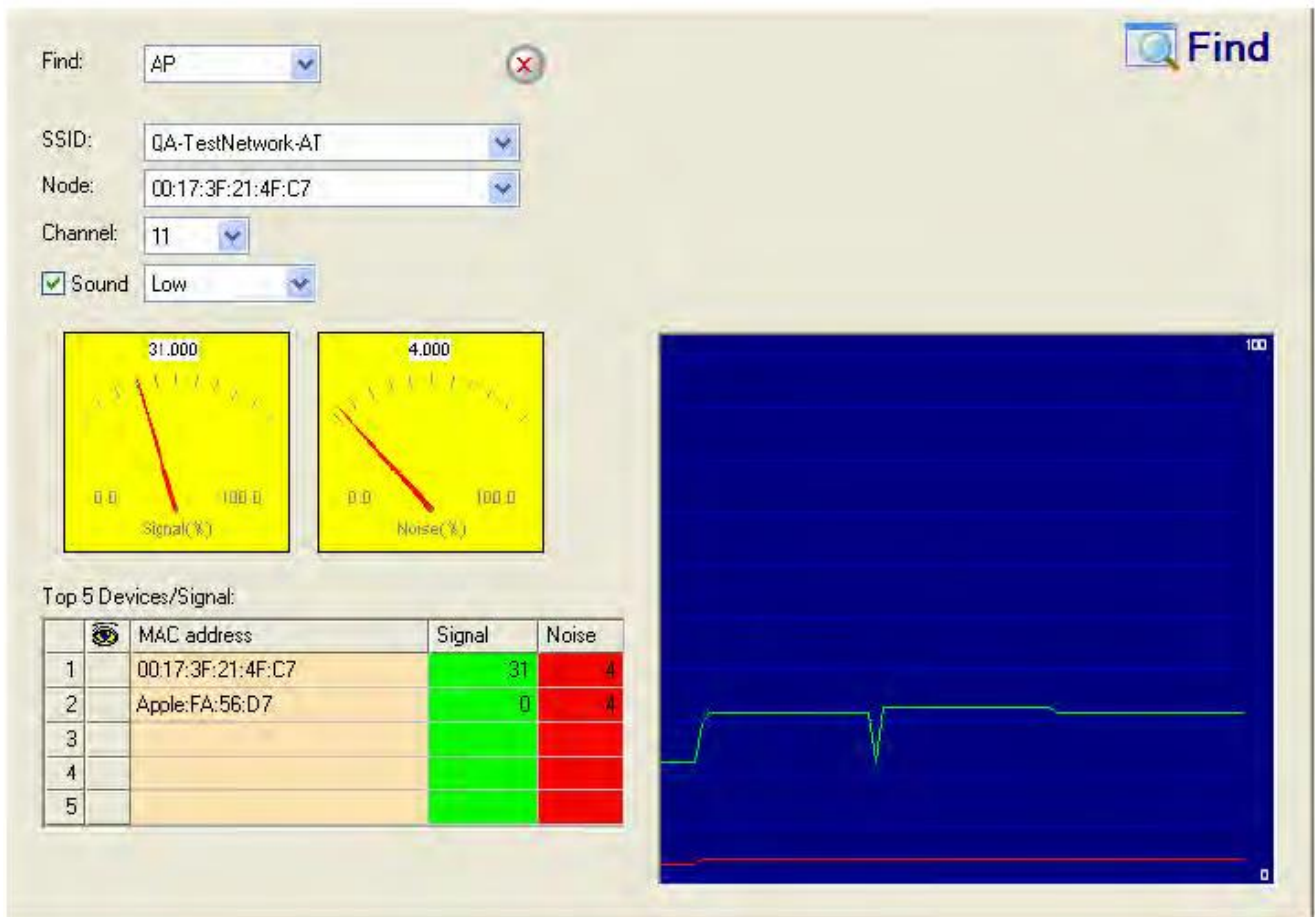 Find: AP
Find
SSID: QA-TestNetwork-AT
Node: 00:17:3F:21:4F:C7
Channel: 11
Sound Low
31.000
0.0 100.0
Signal(%)
4.000
0.0 100.0
Noise(%)
100
0
Top 5 Devices/Signal:
MAC address Signal Noise
1 00:17:3F:21:4F:C7 31 4
2 Apple:FA:56:D7 0 4
3
4
5